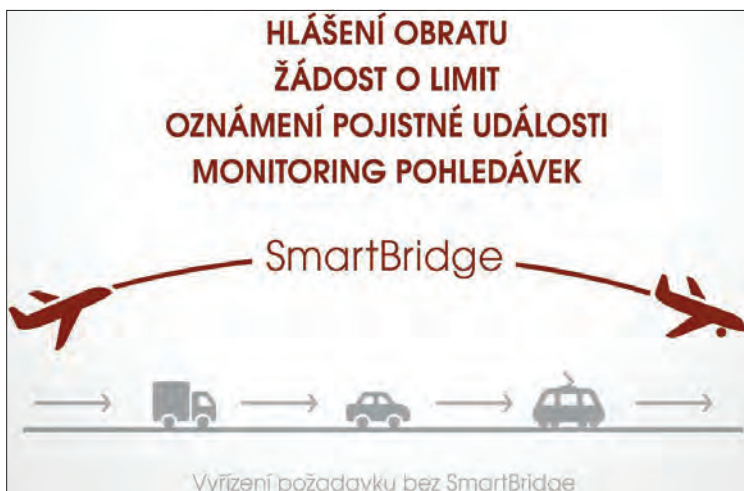 HLÁŠENÍ OBRATU
ŽÁDOST O LIMIT
OZNÁMENÍ POJISTNÉ UDÁLOSTI
MONITORING POHLEDÁVEK
SmartBridge
Vyřízení požadavku bez SmartBridge